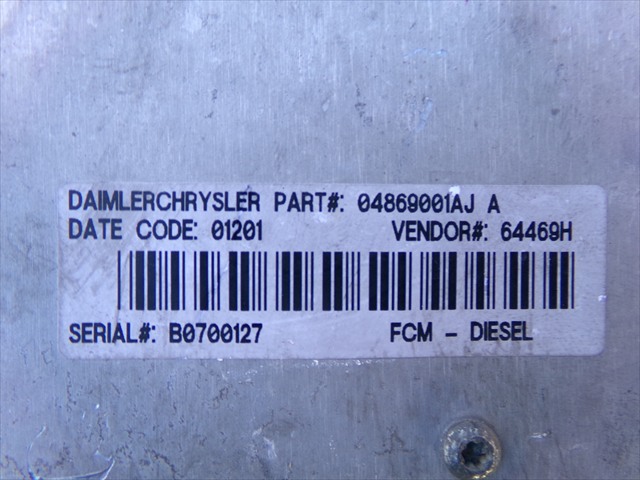 DAIMLERCHRYSLER PART#: 04869001AJ A
DATE CODE: 01201 VENDOR#: 64469H
SERIAL#: B0700127 FCM - DIESEL